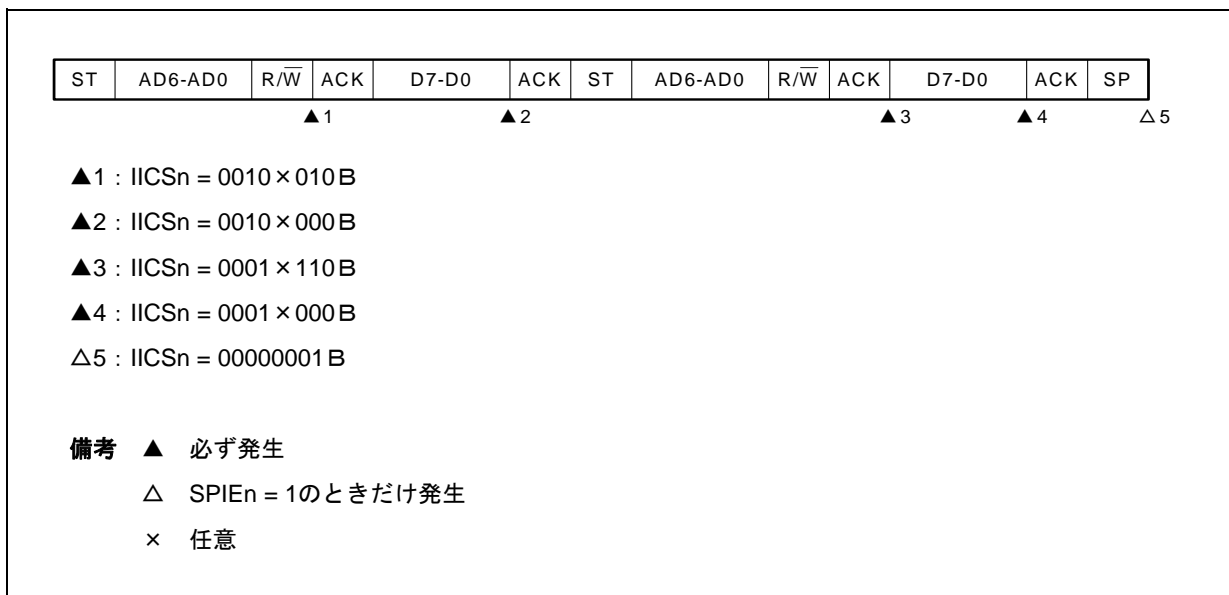 ST AD6-AD0 R/W̅ ACK D7-D0 ACK ST AD6-AD0 R/W̅ ACK D7-D0 ACK SP
▲1 ▲2 ▲3 ▲4 △5
▲1：IICSn = 0010×010B
▲2：IICSn = 0010×000B
▲3：IICSn = 0001×110B
▲4：IICSn = 0001×000B
△5：IICSn = 00000001B
備考 ▲ 必ず発生
△ SPIEn = 1のときだけ発生
× 任意